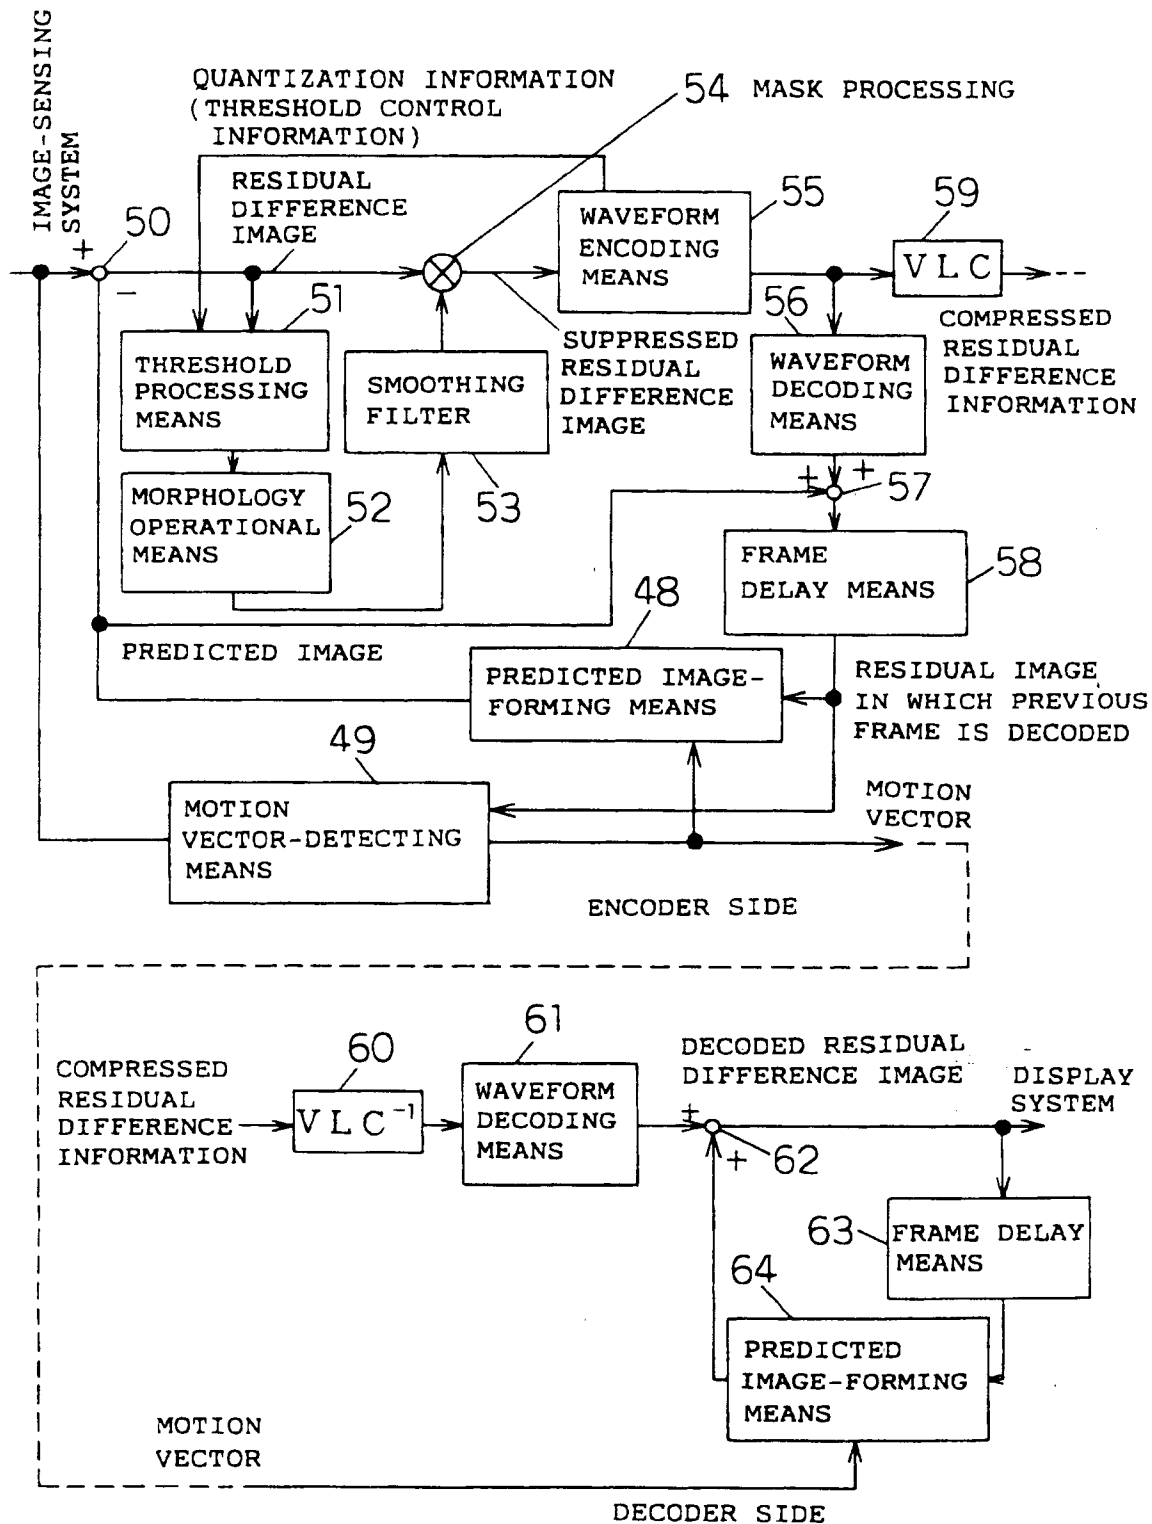 IMAGE-SENSING
SYSTEM
QUANTIZATION INFORMATION
(THRESHOLD CONTROL
INFORMATION)
54 MASK PROCESSING
RESIDUAL
DIFFERENCE
IMAGE
+
50
−
WAVEFORM
ENCODING
MEANS
55
59
VLC
51
THRESHOLD
PROCESSING
MEANS
SMOOTHING
FILTER
53
SUPPRESSED
RESIDUAL
DIFFERENCE
IMAGE
56
WAVEFORM
DECODING
MEANS
COMPRESSED
RESIDUAL
DIFFERENCE
INFORMATION
MORPHOLOGY
OPERATIONAL
MEANS
52
+ +
57
FRAME
DELAY MEANS
58
48
PREDICTED IMAGE
PREDICTED IMAGE-
FORMING MEANS
RESIDUAL IMAGE
IN WHICH PREVIOUS
FRAME IS DECODED
49
MOTION
VECTOR-DETECTING
MEANS
MOTION
VECTOR
ENCODER SIDE
COMPRESSED
RESIDUAL
DIFFERENCE
INFORMATION
60
VLC⁻¹
61
WAVEFORM
DECODING
MEANS
DECODED RESIDUAL
DIFFERENCE IMAGE
DISPLAY
SYSTEM
+
+
62
63
FRAME DELAY
MEANS
64
PREDICTED
IMAGE-FORMING
MEANS
MOTION
VECTOR
DECODER SIDE